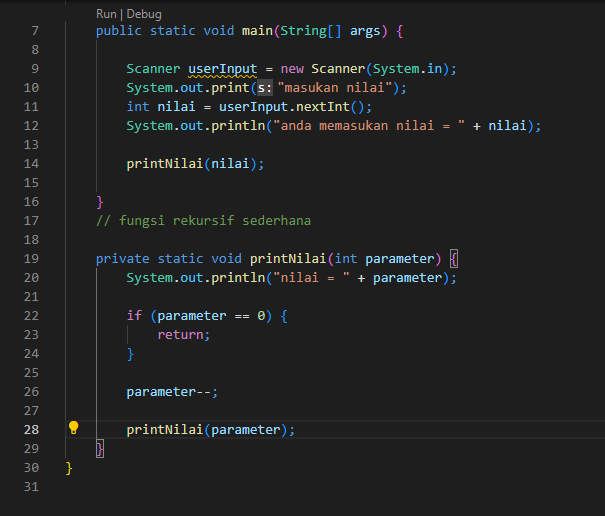 Run | Debug
7 public static void main(String[] args) {
8
9 Scanner userInput = new Scanner(System.in);
10 System.out.print(s: "masukan nilai");
11 int nilai = userInput.nextInt();
12 System.out.println("anda memasukan nilai = " + nilai);
13
14 printNilai(nilai);
15
16 }
17 // fungsi rekursif sederhana
18
19 private static void printNilai(int parameter) {
20 System.out.println("nilai = " + parameter);
21
22 if (parameter == 0) {
23 return;
24 }
25
26 parameter--;
27
28 printNilai(parameter);
29 }
30 }
31